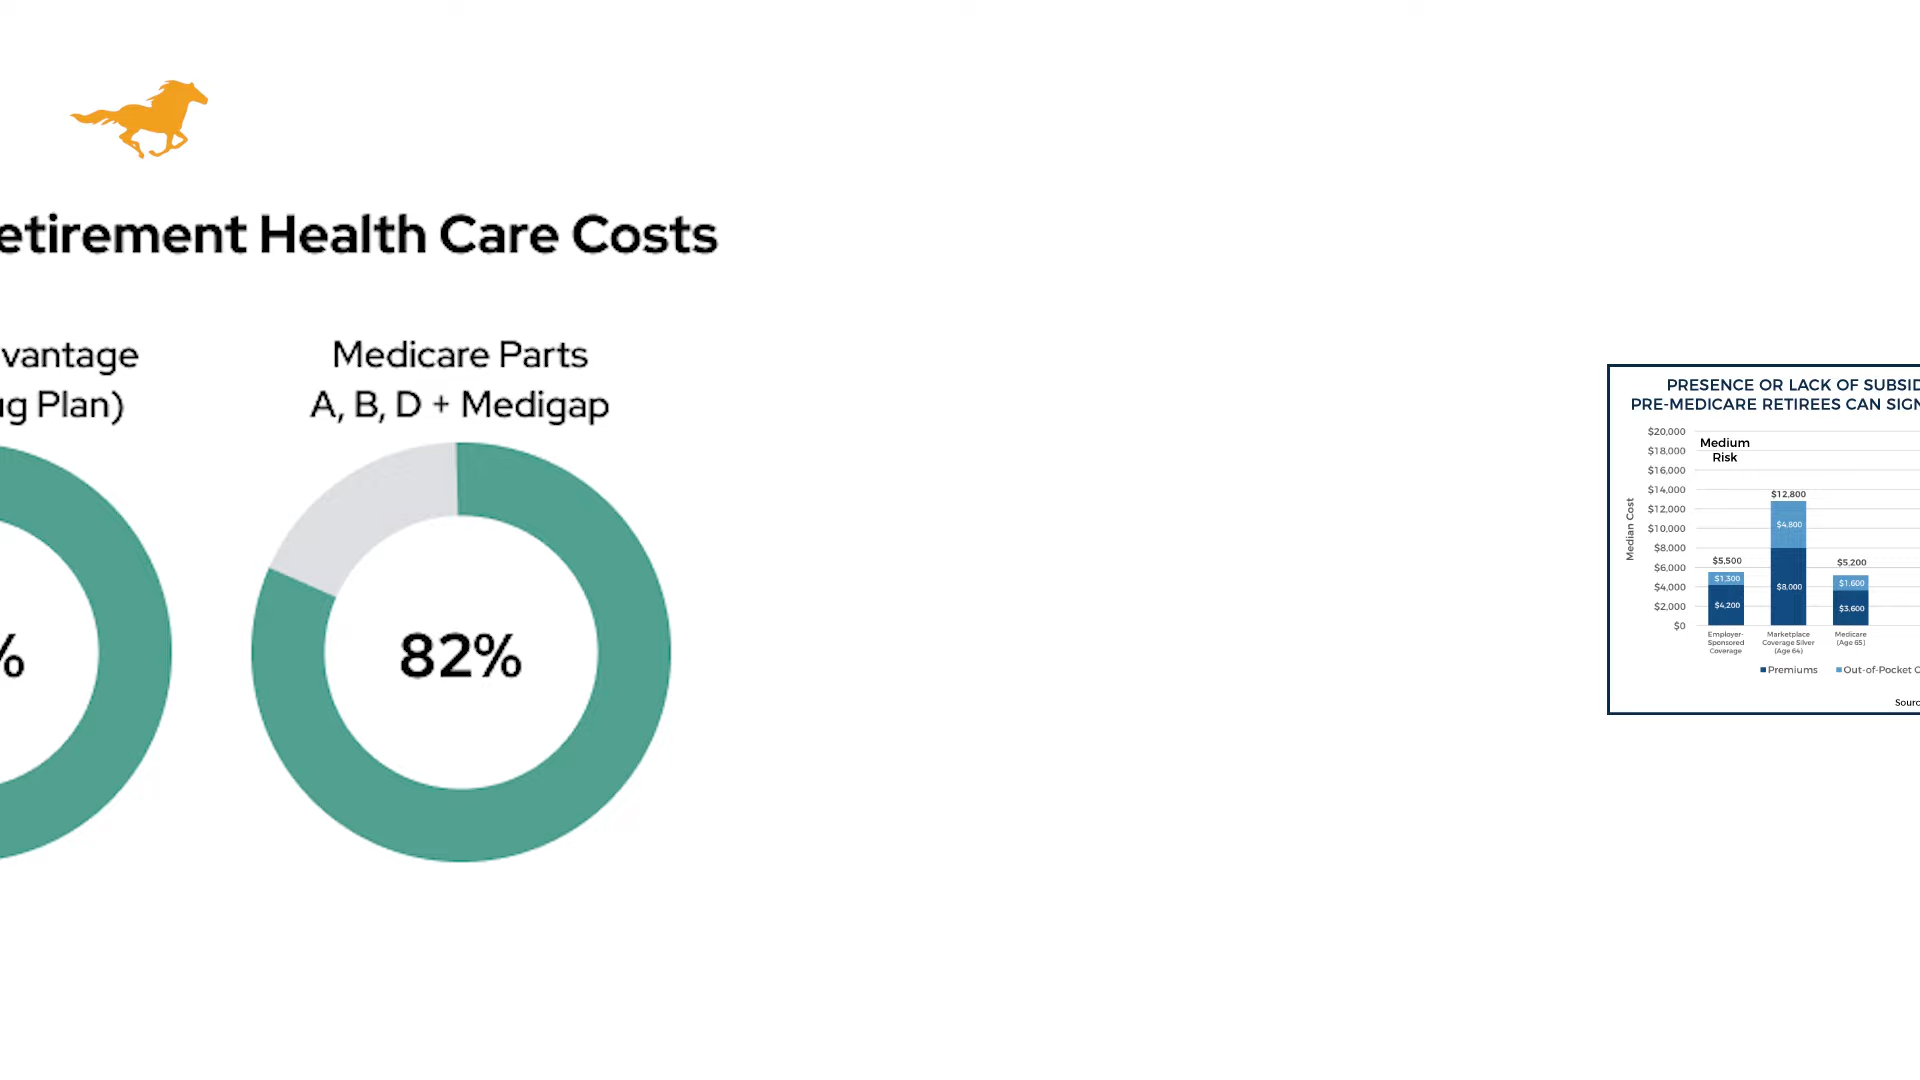 etirement Health Care Costs
vantage
g Plan)
Medicare Parts
A, B, D + Medigap
%
82%
PRESENCE OR LACK OF SUBSID
PRE-MEDICARE RETIREES CAN SIGN
$20,000
$18,000
$16,000
$14,000
$12,000
$10,000
$8,000
$6,000
$4,000
$2,000
$0
Median Cost
Medium
Risk
$5,500
$1,300
$4,200
$12,800
$4,800
$8,000
$5,200
$1,600
$3,600
Employer-
Sponsored
Coverage
Marketplace
Coverage Silver
(Age 64)
Medicare
(Age 65)
Premiums
Out-of-Pocket C
Sourc